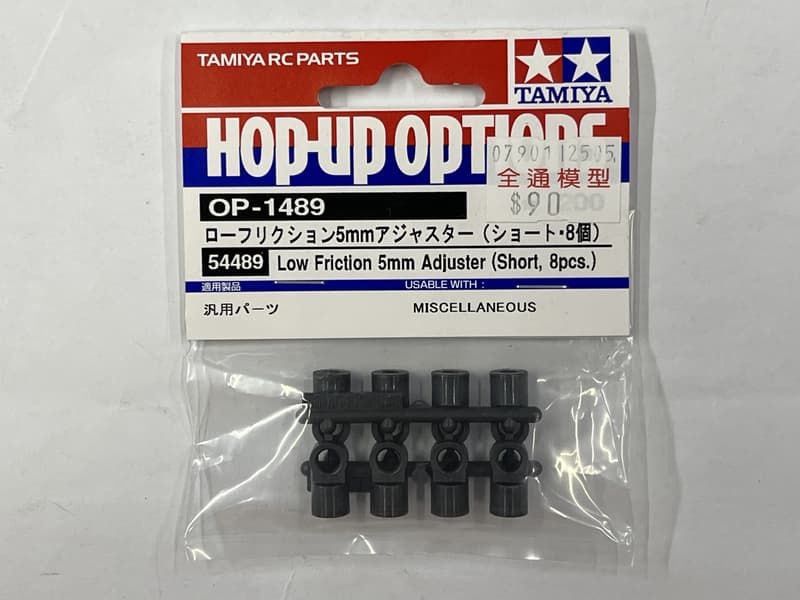 TAMIYA RC PARTS
TAMIYA
HOP-UP OPTIONS
0790112505
全通模型
$90
200
OP-1489
ローフリクション5mmアジャスター（ショート・8個）
54489 Low Friction 5mm Adjuster (Short, 8pcs.)
適用製品 USABLE WITH :
汎用パーツ MISCELLANEOUS